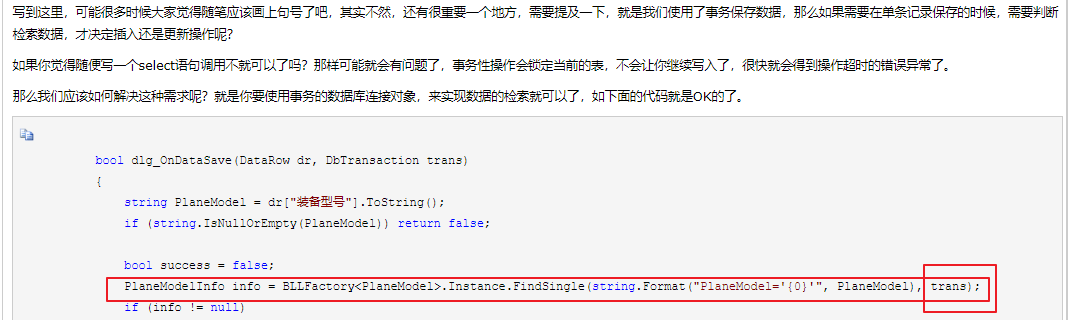 写到这里，可能很多时候大家觉得随笔应该画上句号了吧，其实不然，还有很重要一个地方，需要提及一下，就是我们使用了事务保存数据，那么如果需要在单条记录保存的时候，需要判断
检索数据，才决定插入还是更新操作呢？
如果你觉得随便写一个select语句调用不就可以了吗？那样可能就会有问题了，事务性操作会锁定当前的表，不会让你继续写入了，很快就会得到操作超时的错误异常了。
那么我们应该如何解决这种需求呢？就是你要使用事务的数据库连接对象，来实现数据的检索就可以了，如下面的代码就是OK的了。
bool dlg_OnDataSave(DataRow dr, DbTransaction trans)
{
string PlaneModel = dr["装备型号"].ToString();
if (string.IsNullOrEmpty(PlaneModel)) return false;
bool success = false;
PlaneModelInfo info = BLLFactory<PlaneModel>.Instance.FindSingle(string.Format("PlaneModel='{0}'", PlaneModel), trans);
if (info != null)